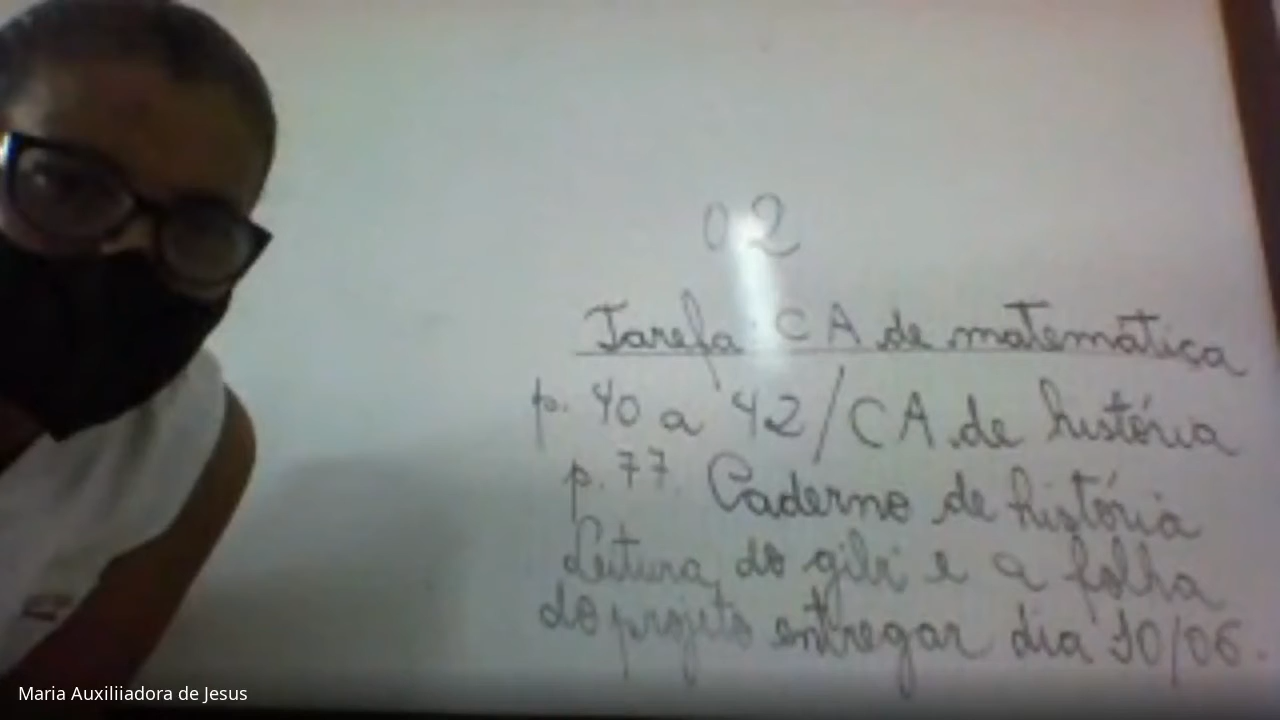 02
Tarefa: CA de matemática
p. 40 a 42/CA de história
p. 77. Caderno de história
Leitura do gibi e a folha
do projeto entregar dia 10/06.
Maria Auxiliiadora de Jesus